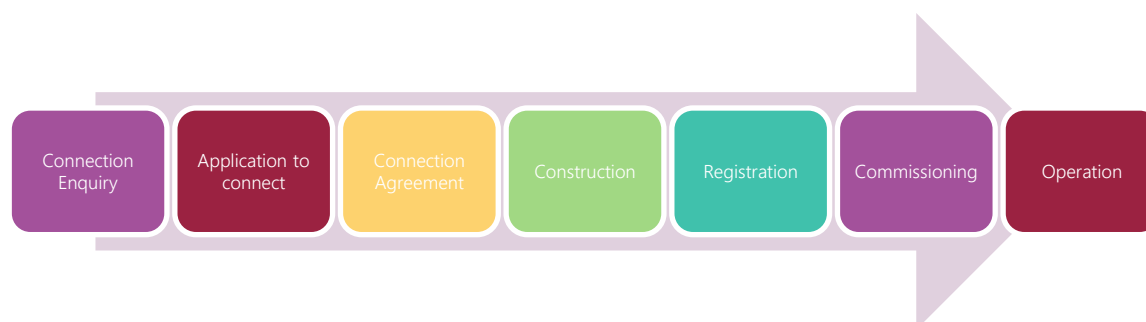 Connection
Enquiry
Application to
connect
Connection
Agreement
Construction
Registration
Commissioning
Operation